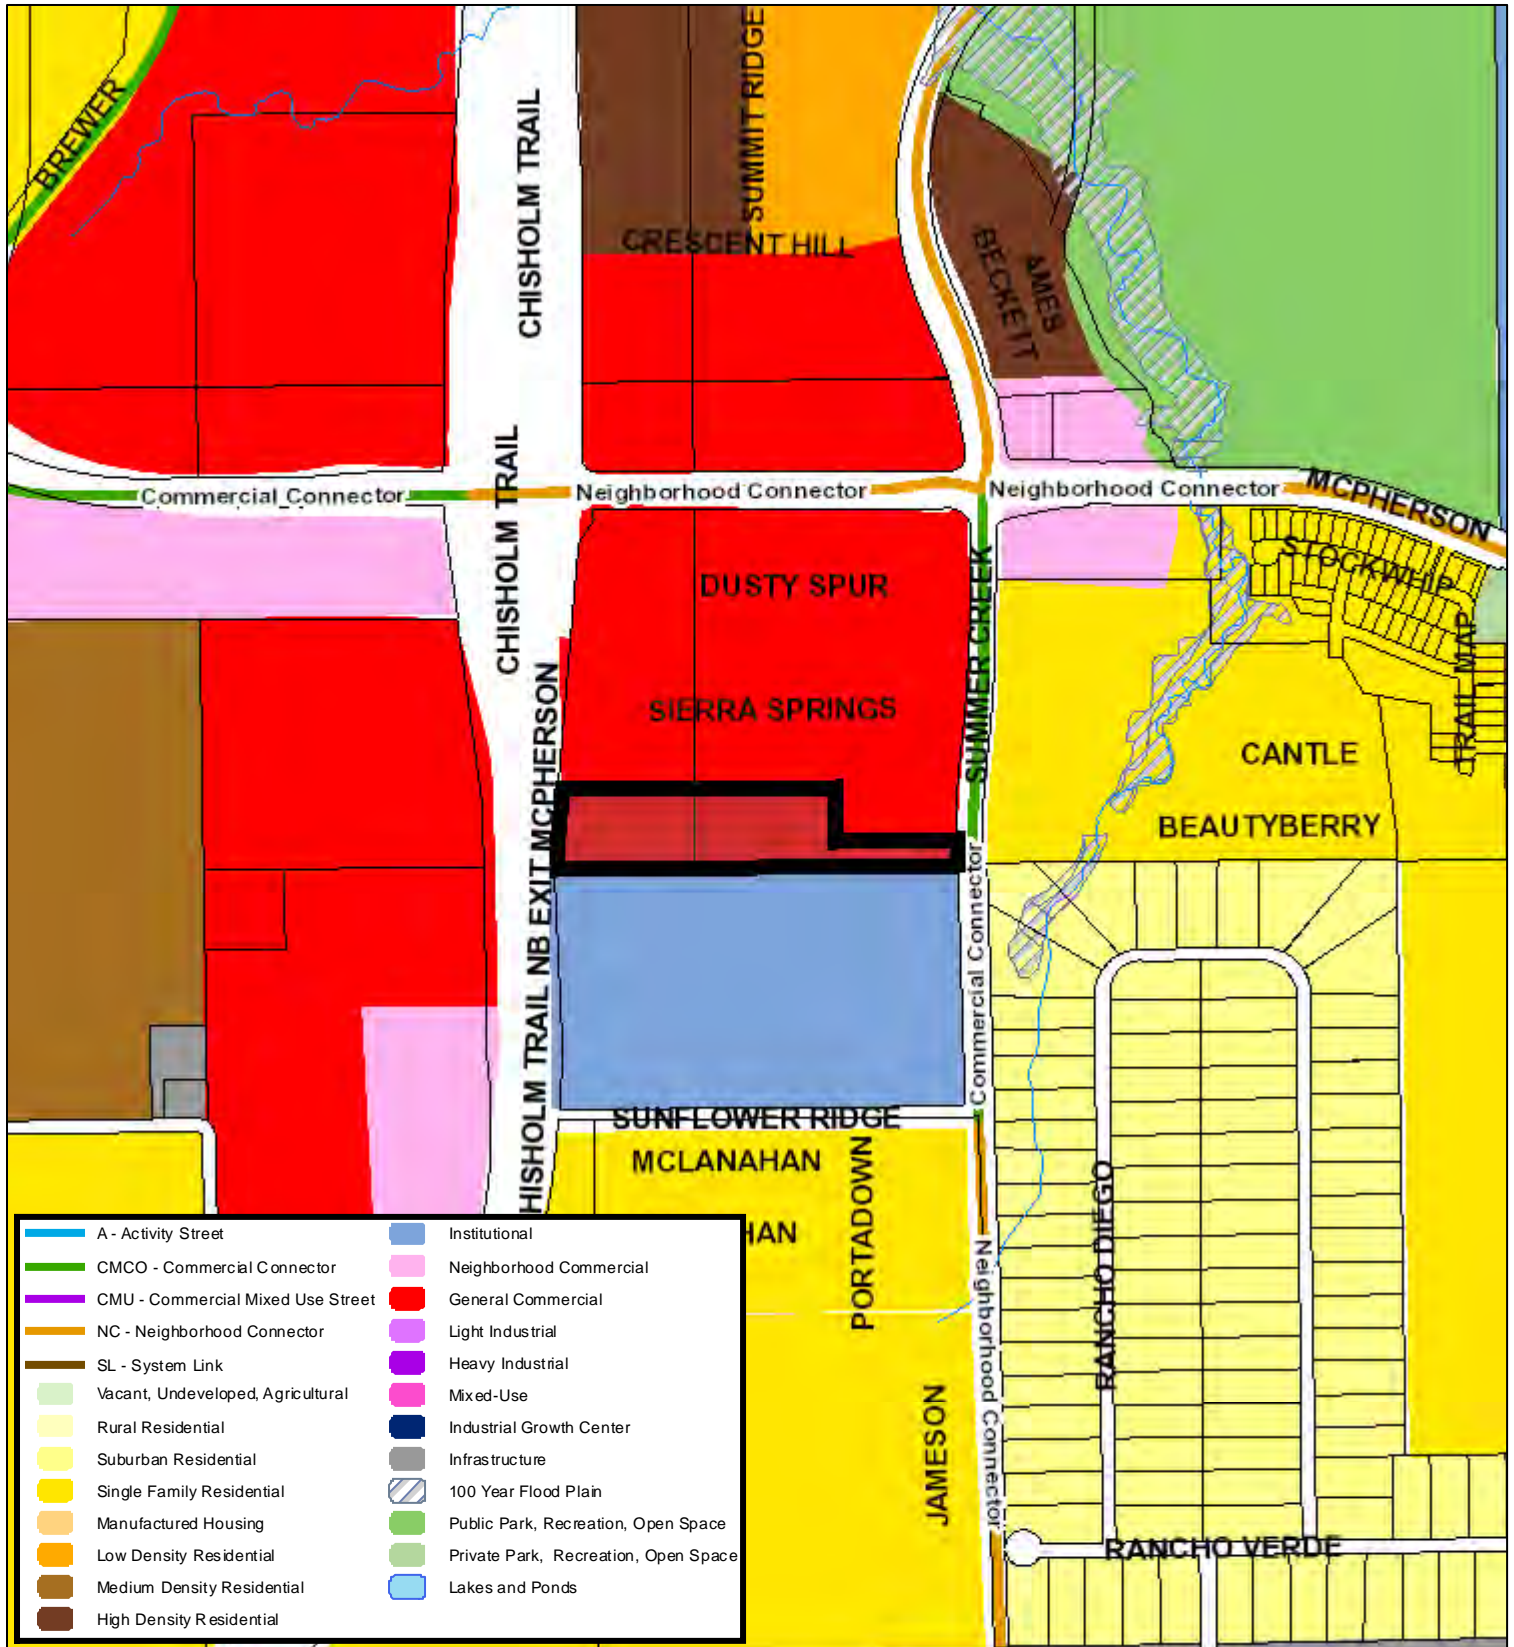 BREWER
CHISHOLM TRAIL
SUMMIT RIDGE
CRESCENT HILL
AMES
BECKETT
CHISHOLM TRAIL
Commercial Connector
Neighborhood Connector
Neighborhood Connector
MCPHERSON
STOCKWHIP
TRAIL MAP
DUSTY SPUR
SUMMER CREEK
SIERRA SPRINGS
CANTLE
BEAUTYBERRY
HISHOLM TRAIL NB EXIT MCPHERSON
Commercial Connector
SUNFLOWER RIDGE
MCLANAHAN
HAN
PORTADOWN
RANCHO DIEGO
Neighborhood Connector
JAMESON
RANCHO VERDE
A - Activity Street
CMCO - Commercial Connector
CMU - Commercial Mixed Use Street
NC - Neighborhood Connector
SL - System Link
Vacant, Undeveloped, Agricultural
Rural Residential
Suburban Residential
Single Family Residential
Manufactured Housing
Low Density Residential
Medium Density Residential
High Density Residential
Institutional
Neighborhood Commercial
General Commercial
Light Industrial
Heavy Industrial
Mixed-Use
Industrial Growth Center
Infrastructure
100 Year Flood Plain
Public Park, Recreation, Open Space
Private Park, Recreation, Open Space
Lakes and Ponds